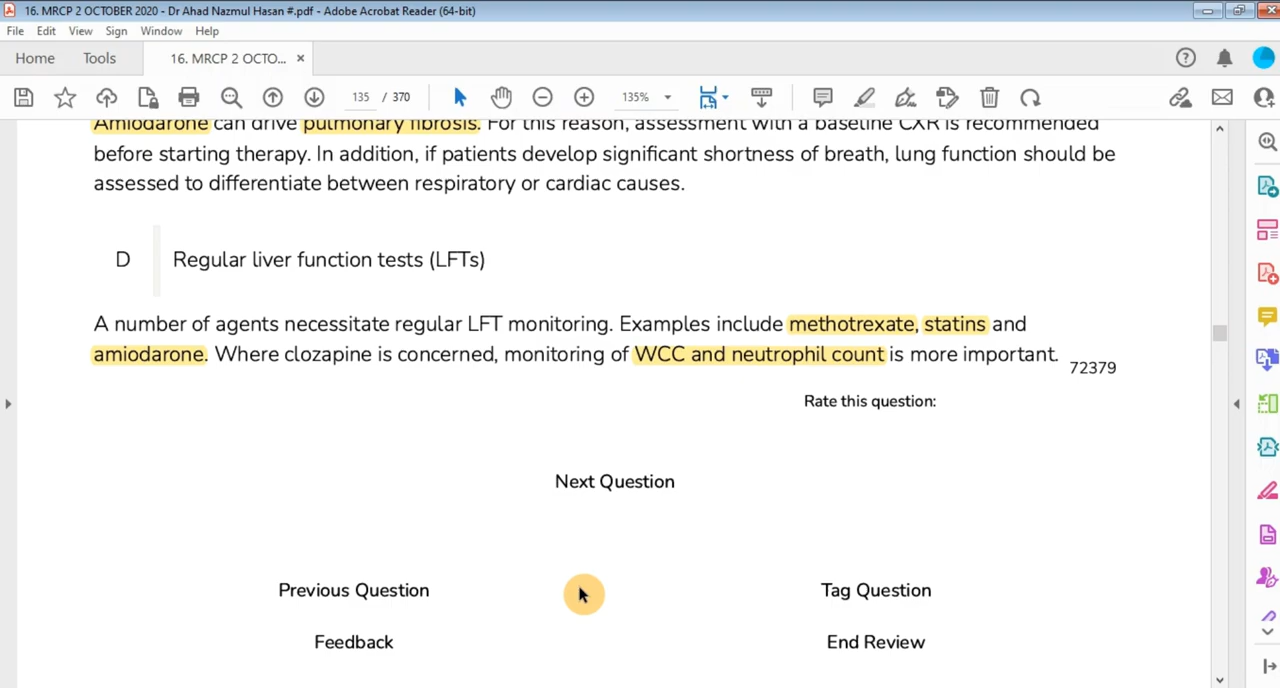 16. MRCP 2 OCTOBER 2020 - Dr Ahad Nazmul Hasan #.pdf - Adobe Acrobat Reader (64-bit)
File Edit View Sign Window Help
Home Tools 16. MRCP 2 OCTO... ×
135 / 370 135%
Amiodarone can drive pulmonary fibrosis. For this reason, assessment with a baseline CXR is recommended
before starting therapy. In addition, if patients develop significant shortness of breath, lung function should be
assessed to differentiate between respiratory or cardiac causes.
D Regular liver function tests (LFTs)
A number of agents necessitate regular LFT monitoring. Examples include methotrexate, statins and
amiodarone. Where clozapine is concerned, monitoring of WCC and neutrophil count is more important.
72379
Rate this question:
Next Question
Previous Question Tag Question
Feedback End Review